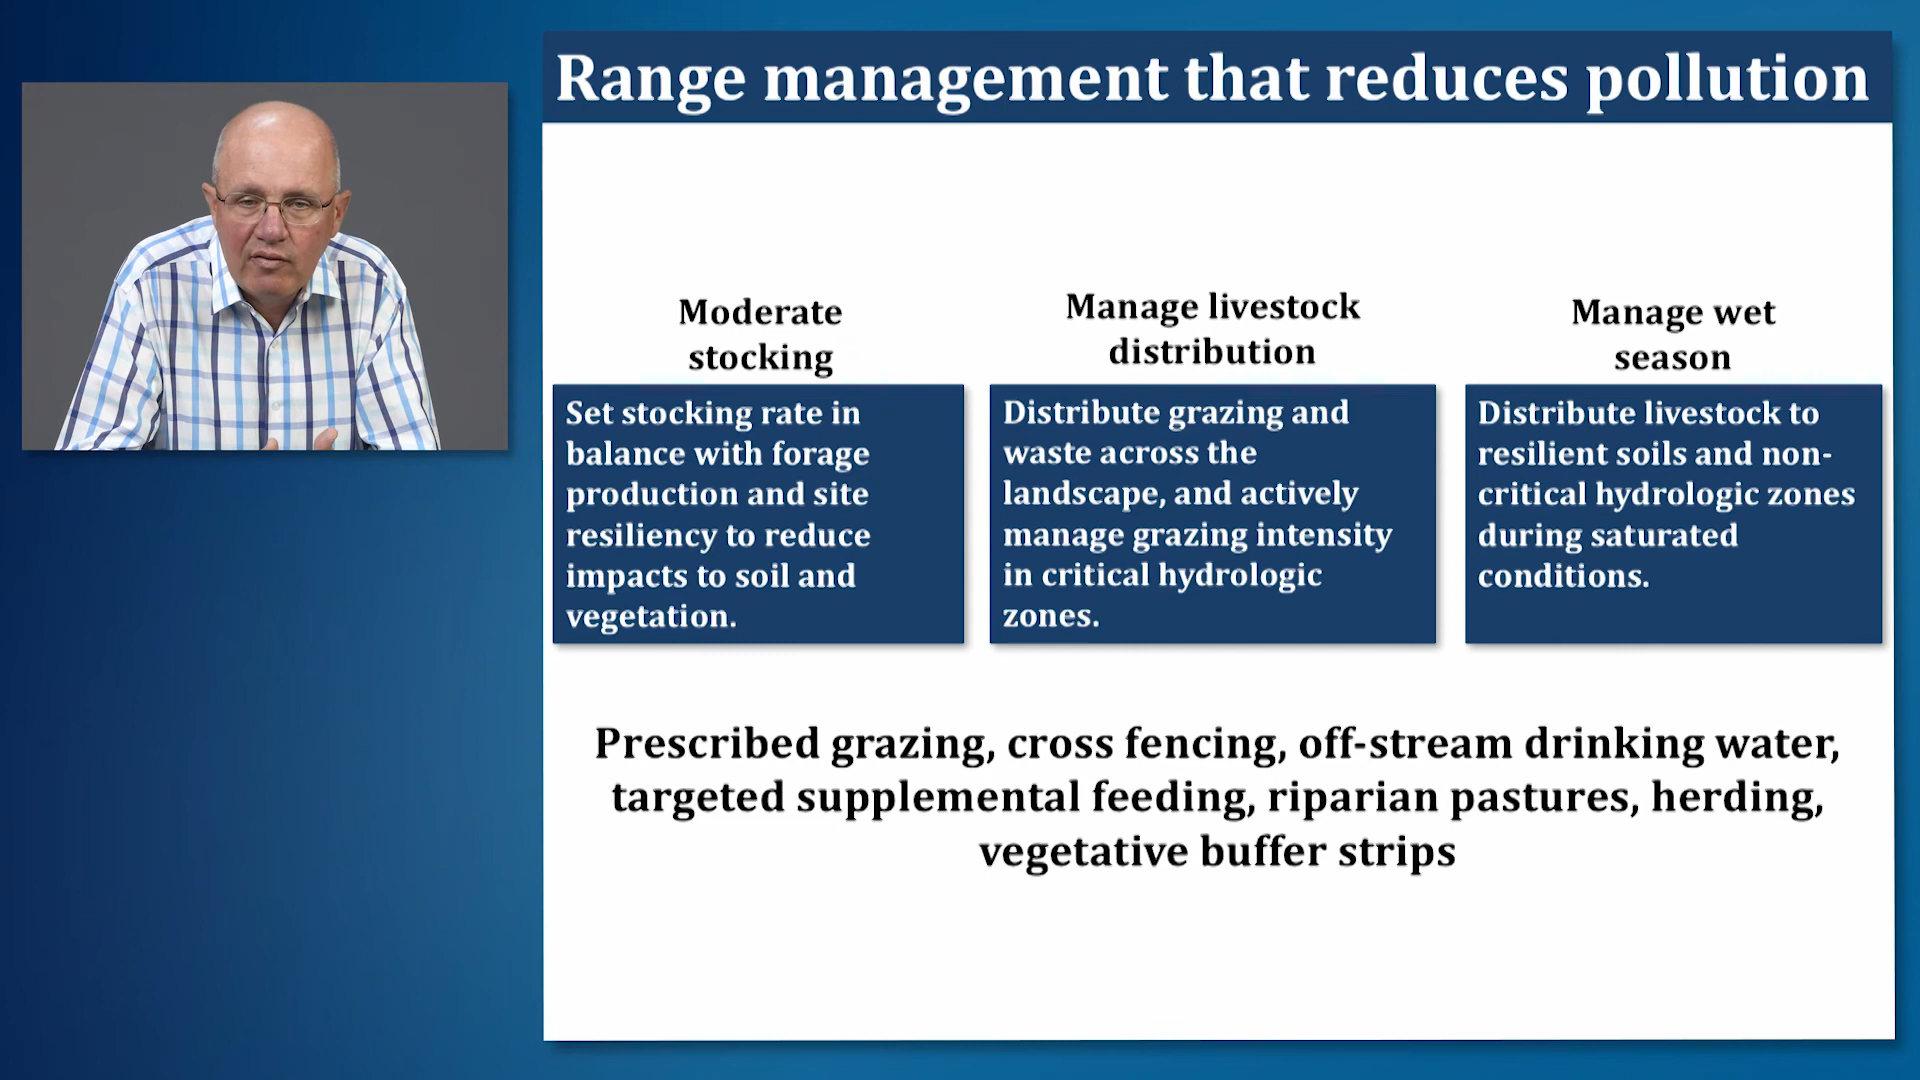 Range management that reduces pollution
Moderate
stocking
Set stocking rate in
balance with forage
production and site
resiliency to reduce
impacts to soil and
vegetation.
Manage livestock
distribution
Distribute grazing and
waste across the
landscape, and actively
manage grazing intensity
in critical hydrologic
zones.
Manage wet
season
Distribute livestock to
resilient soils and non-
critical hydrologic zones
during saturated
conditions.
Prescribed grazing, cross fencing, off-stream drinking water,
targeted supplemental feeding, riparian pastures, herding,
vegetative buffer strips